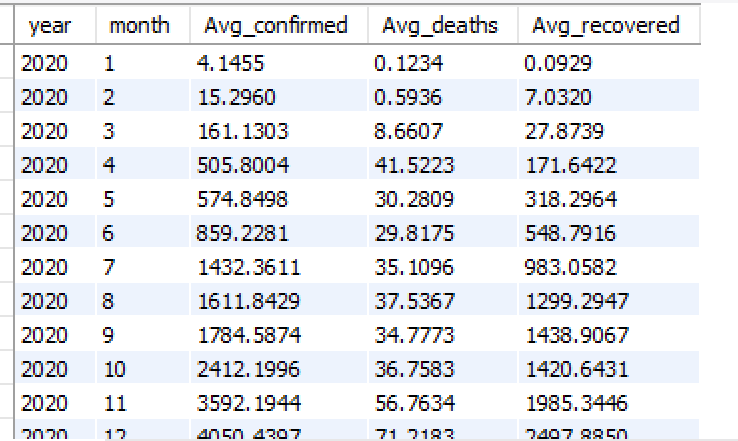 year month Avg_confirmed Avg_deaths Avg_recovered
2020 1 4.1455 0.1234 0.0929
2020 2 15.2960 0.5936 7.0320
2020 3 161.1303 8.6607 27.8739
2020 4 505.8004 41.5223 171.6422
2020 5 574.8498 30.2809 318.2964
2020 6 859.2281 29.8175 548.7916
2020 7 1432.3611 35.1096 983.0582
2020 8 1611.8429 37.5367 1299.2947
2020 9 1784.5874 34.7773 1438.9067
2020 10 2412.1996 36.7583 1420.6431
2020 11 3592.1944 56.7634 1985.3446
2020 12 4050.4397 71.2183 2497.8850